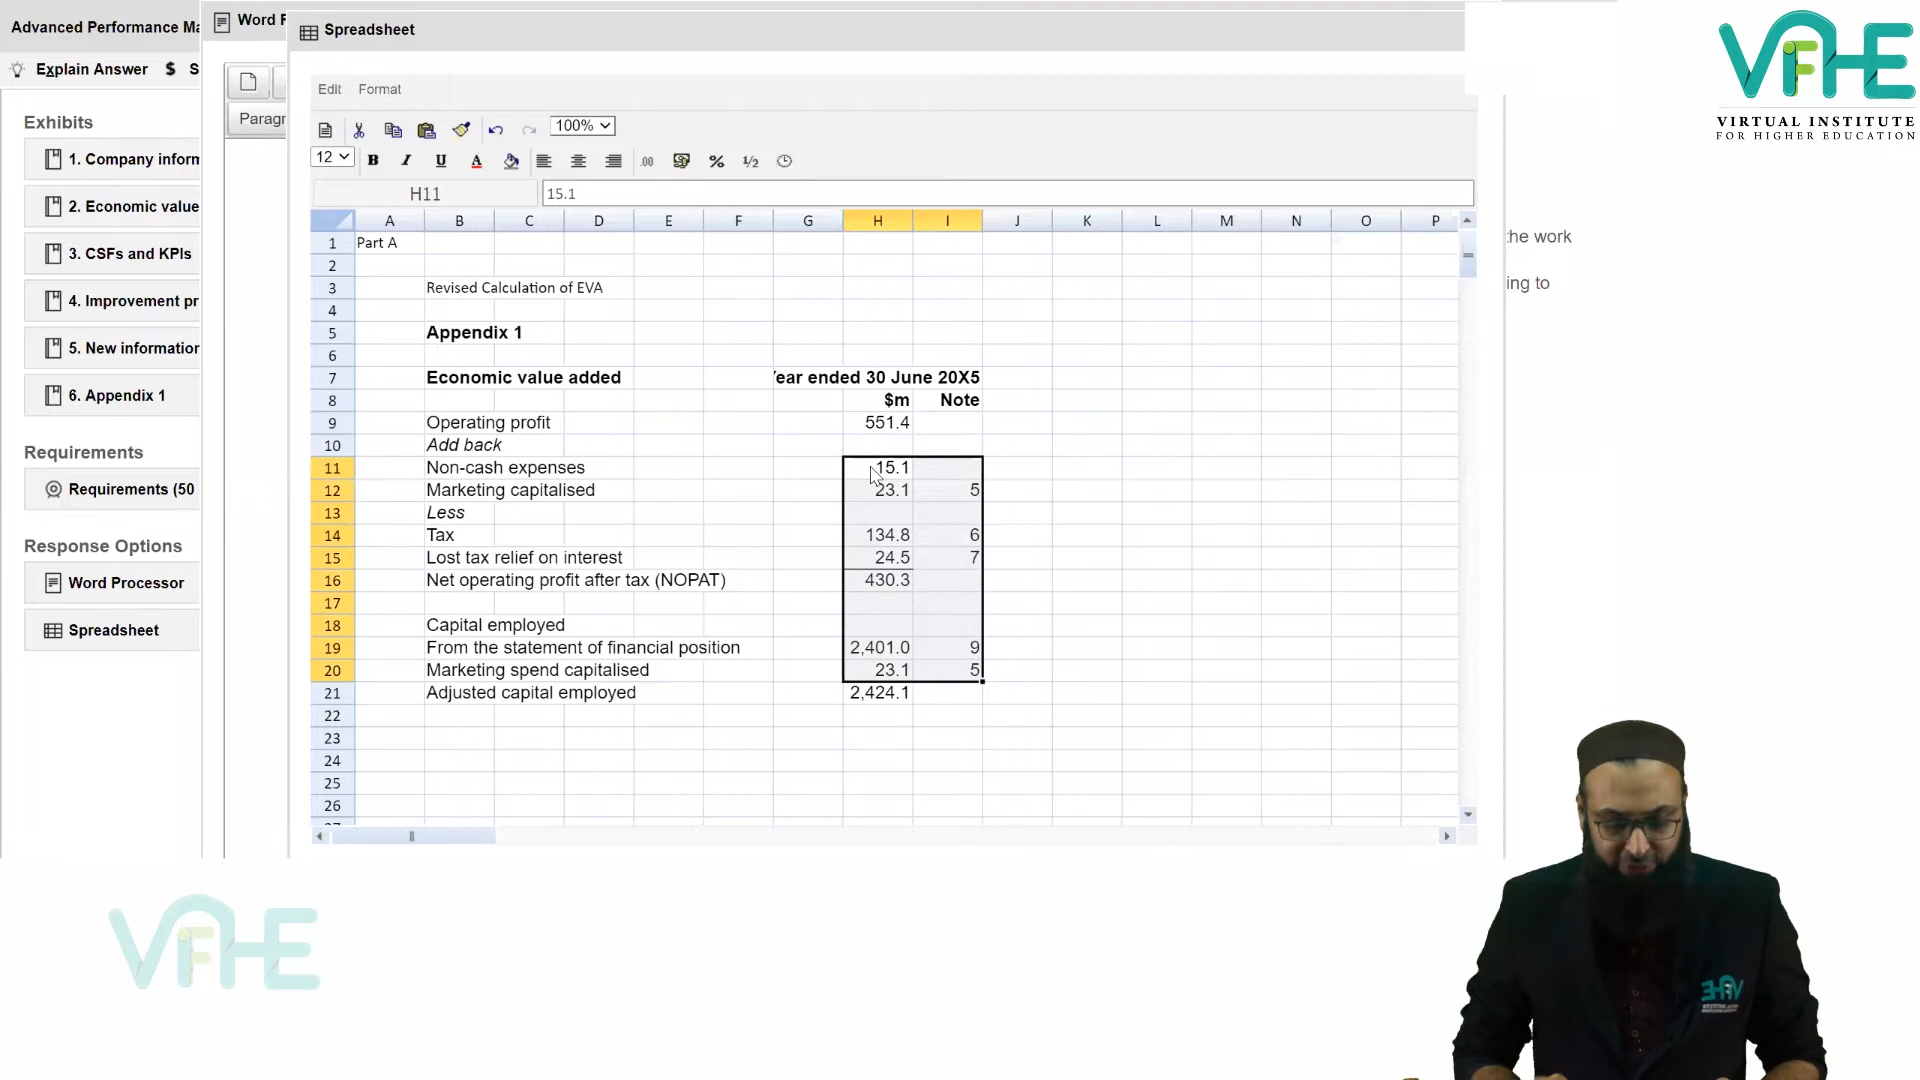 Advanced Performance Ma
Word F
Spreadsheet
Explain Answer $ S
Exhibits
1. Company inform
2. Economic value
3. CSFs and KPIs
4. Improvement pr
5. New information
6. Appendix 1
Requirements
Requirements (50
Response Options
Word Processor
Spreadsheet
Paragr
Edit Format
100%
12 B I U A .00 % 1/2
H11 15.1
A B C D E F G H I J K L M N O P
1 Part A
2
3 Revised Calculation of EVA
4
5 Appendix 1
6
7 Economic value added Year ended 30 June 20X5
8 $m Note
9 Operating profit 551.4
10 Add back
11 Non-cash expenses 15.1
12 Marketing capitalised 23.1 5
13 Less
14 Tax 134.8 6
15 Lost tax relief on interest 24.5 7
16 Net operating profit after tax (NOPAT) 430.3
17
18 Capital employed
19 From the statement of financial position 2,401.0 9
20 Marketing spend capitalised 23.1 5
21 Adjusted capital employed 2,424.1
22
23
24
25
26
the work
ing to
VFHE
VIRTUAL INSTITUTE
FOR HIGHER EDUCATION
VFHE